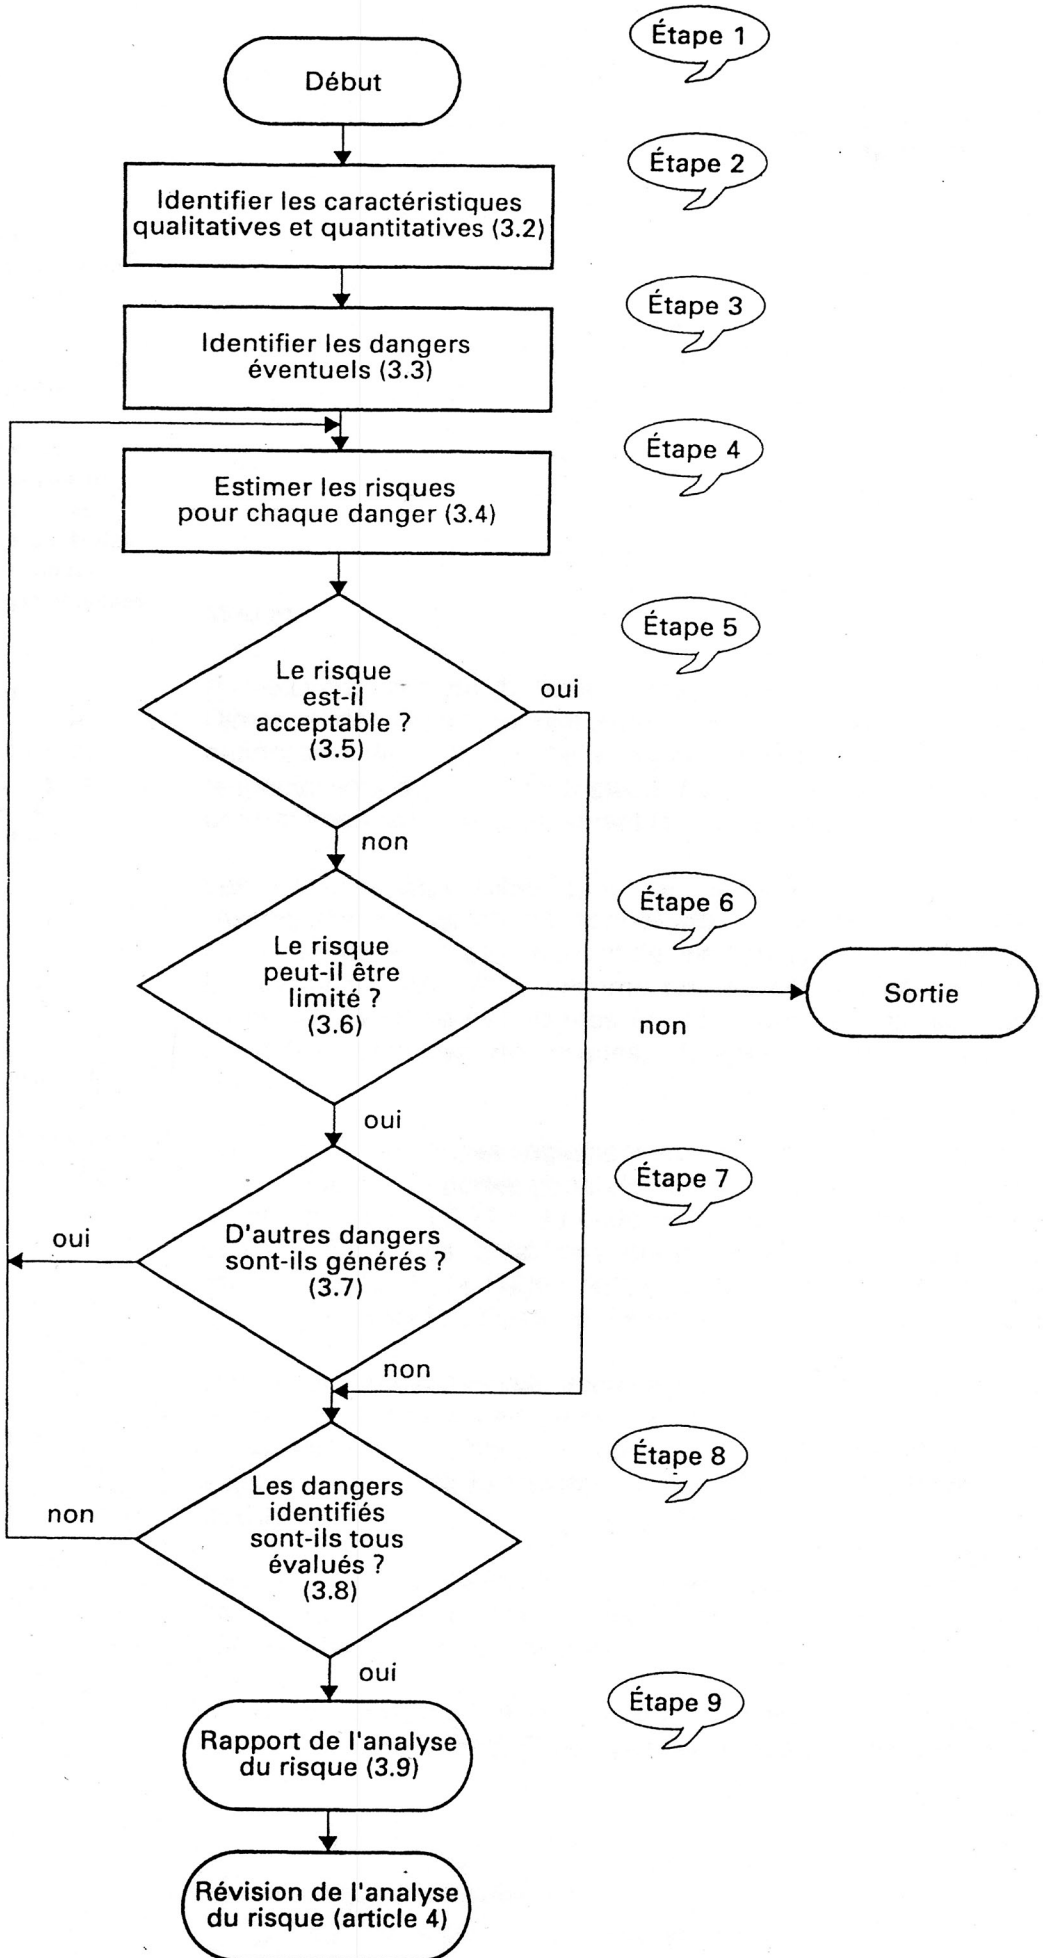 Étape 1
Début
Étape 2
Identifier les caractéristiques
qualitatives et quantitatives (3.2)
Étape 3
Identifier les dangers
éventuels (3.3)
Étape 4
Estimer les risques
pour chaque danger (3.4)
Étape 5
Le risque
est-il
acceptable ?
(3.5)
oui
non
Étape 6
Le risque
peut-il être
limité ?
(3.6)
Sortie
non
oui
Étape 7
D'autres dangers
sont-ils générés ?
(3.7)
oui
non
Étape 8
Les dangers
identifiés
sont-ils tous
évalués ?
(3.8)
non
oui
Étape 9
Rapport de l'analyse
du risque (3.9)
Révision de l'analyse
du risque (article 4)